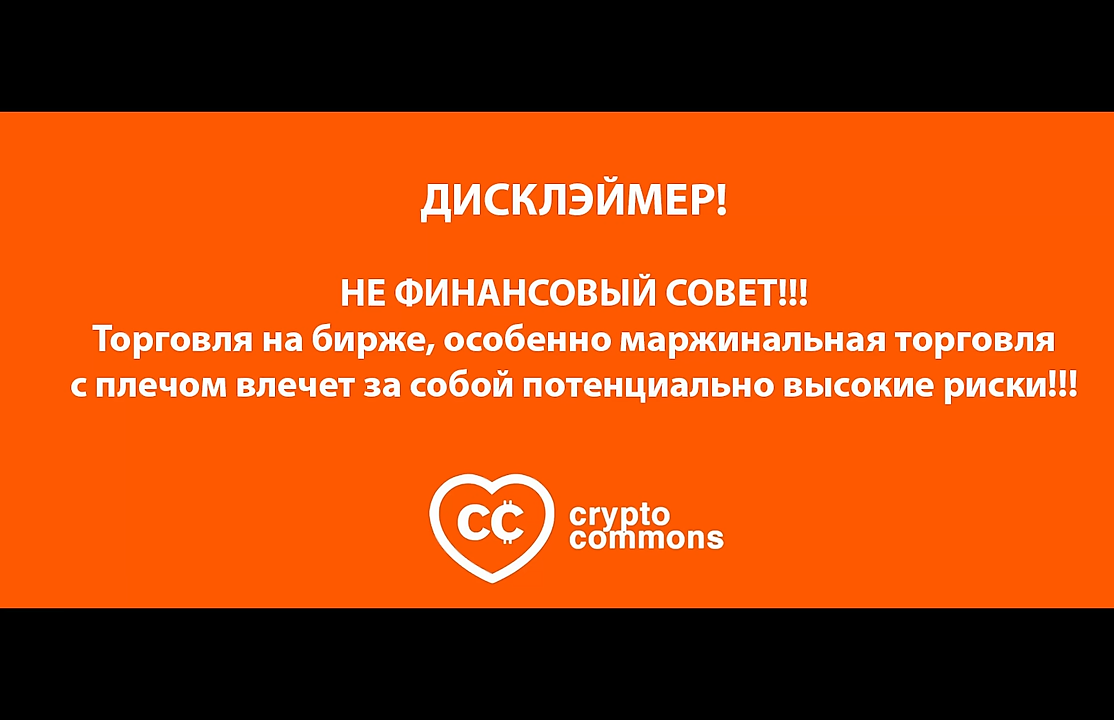 ДИСКЛЭЙМЕР!
НЕ ФИНАНСОВЫЙ СОВЕТ!!!
Торговля на бирже, особенно маржинальная торговля
с плечом влечет за собой потенциально высокие риски!!!
CC
crypto
commons